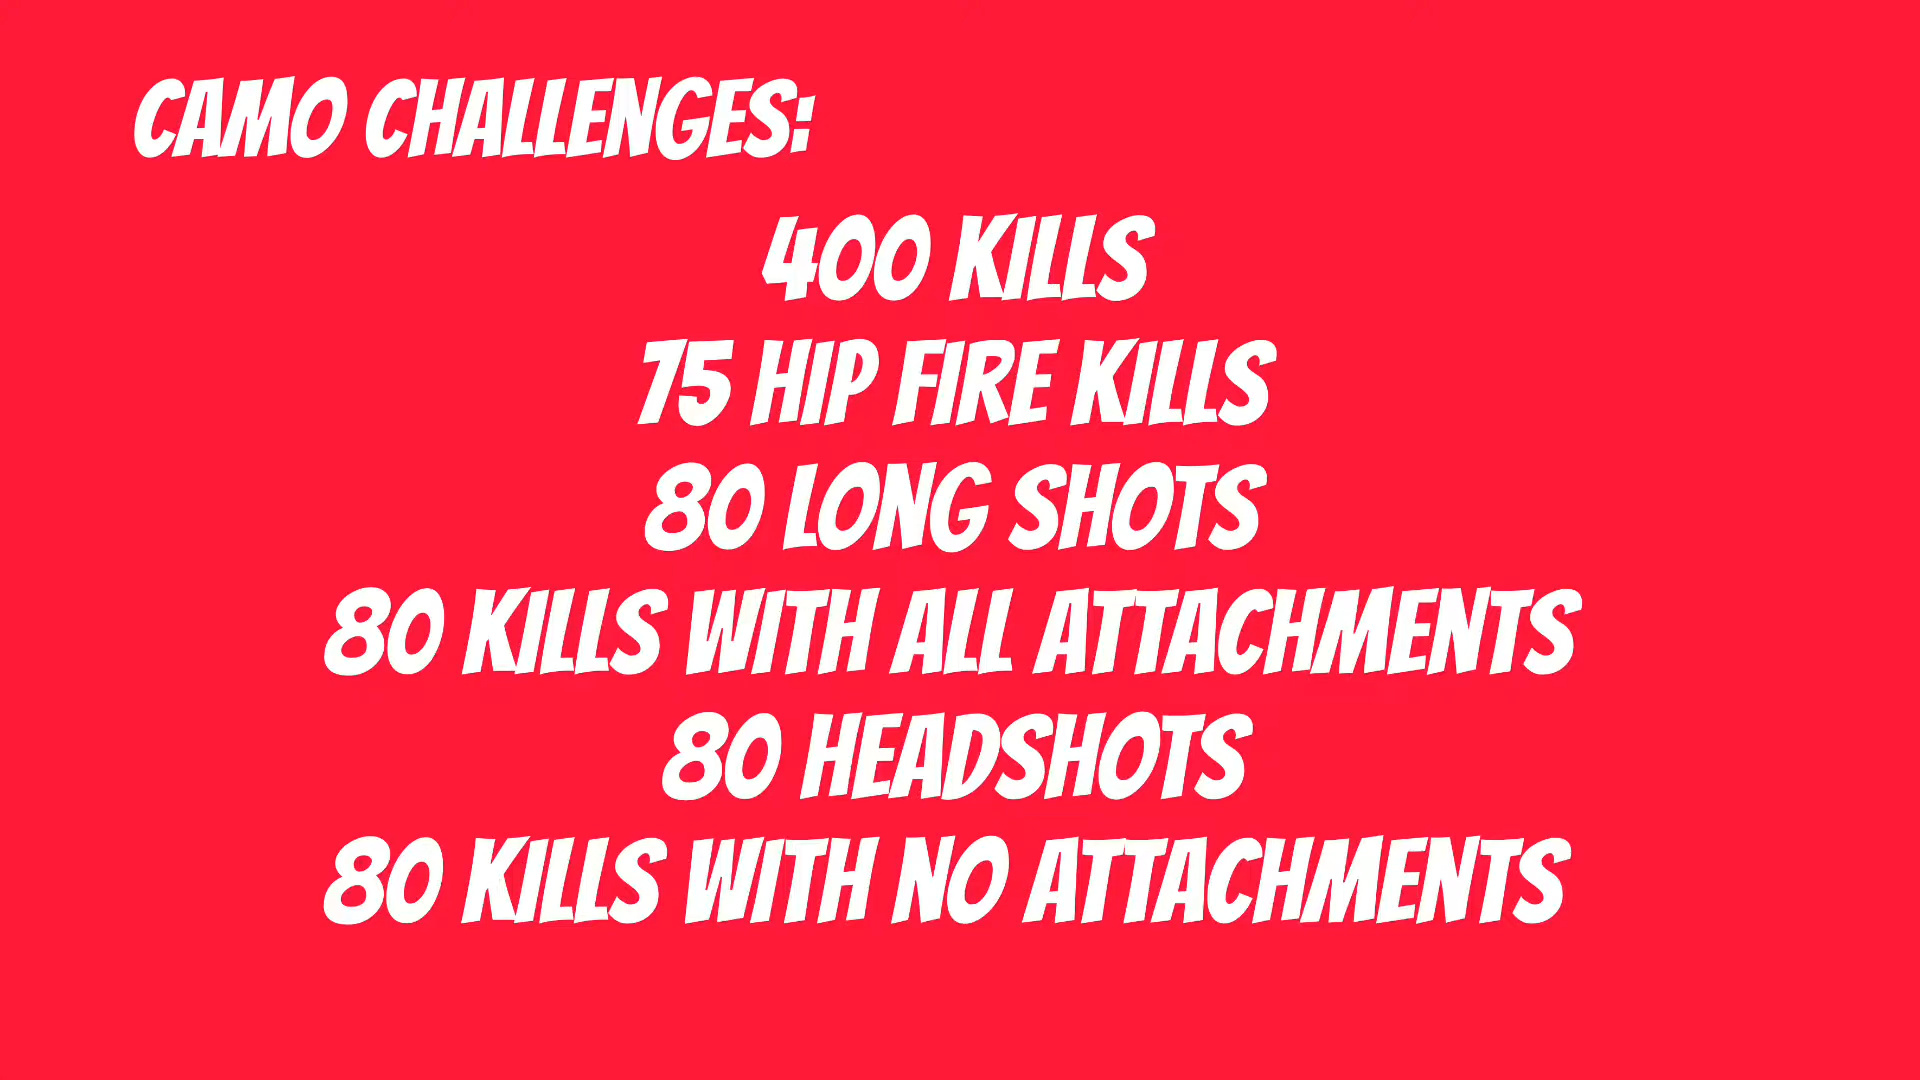 CAMO CHALLENGES:
400 KILLS
75 HIP FIRE KILLS
80 LONG SHOTS
80 KILLS WITH ALL ATTACHMENTS
80 HEADSHOTS
80 KILLS WITH NO ATTACHMENTS